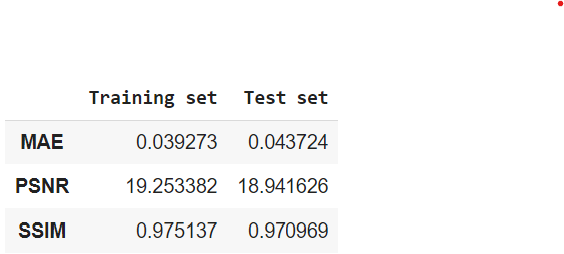 Training set Test set
MAE 0.039273 0.043724
PSNR 19.253382 18.941626
SSIM 0.975137 0.970969